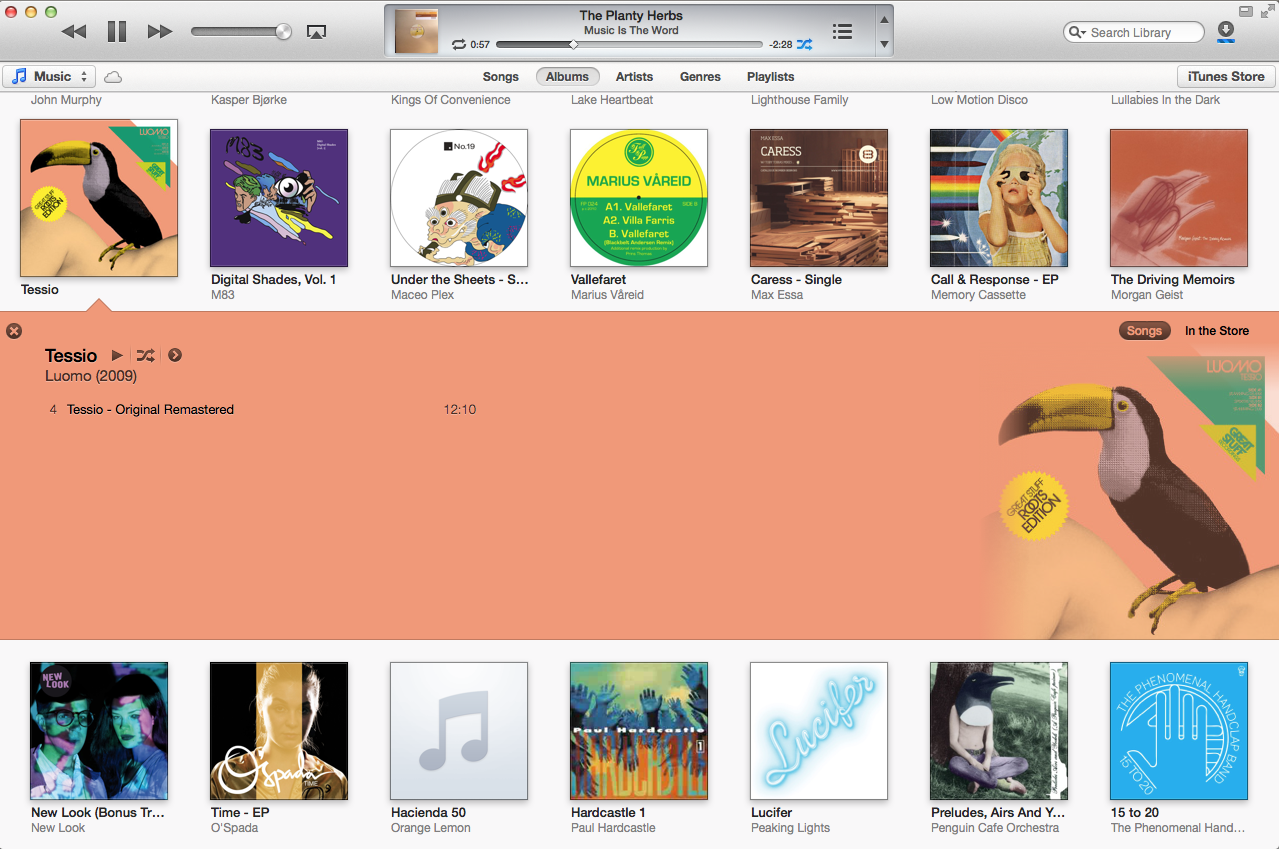 The Planty Herbs
Music Is The Word
0:57
-2:28
Search Library
Music
Songs
Albums
Artists
Genres
Playlists
iTunes Store
John Murphy
Kasper Bjørke
Kings Of Convenience
Lake Heartbeat
Lighthouse Family
Low Motion Disco
Lullabies In the Dark
LUOMO
TESSIO
GREAT STUFF
ROOTS
EDITION
M83
No.19
MARIUS VÅREID
A1. Vallefaret
A2. Villa Farris
B. Vallefaret
(Blackbelt Andersen Remix)
MAX ESSA
CARESS
Tessio
Digital Shades, Vol. 1
M83
Under the Sheets - S...
Maceo Plex
Vallefaret
Marius Våreid
Caress - Single
Max Essa
Call & Response - EP
Memory Cassette
The Driving Memoirs
Morgan Geist
Songs
In the Store
Tessio
Luomo (2009)
4 Tessio - Original Remastered 12:10
LUOMO
TESSIO
GREAT
STUFF
GREAT STUFF
ROOTS
EDITION
NEW
LOOK
O'Spada
TIME
Paul Hardcastle
1
HARDCASTLE
Lucifer
THE PHENOMENAL HANDCLAP BAND
15 TO 20
New Look (Bonus Tr...
New Look
Time - EP
O'Spada
Hacienda 50
Orange Lemon
Hardcastle 1
Paul Hardcastle
Lucifer
Peaking Lights
Preludes, Airs And Y...
Penguin Cafe Orchestra
15 to 20
The Phenomenal Hand...